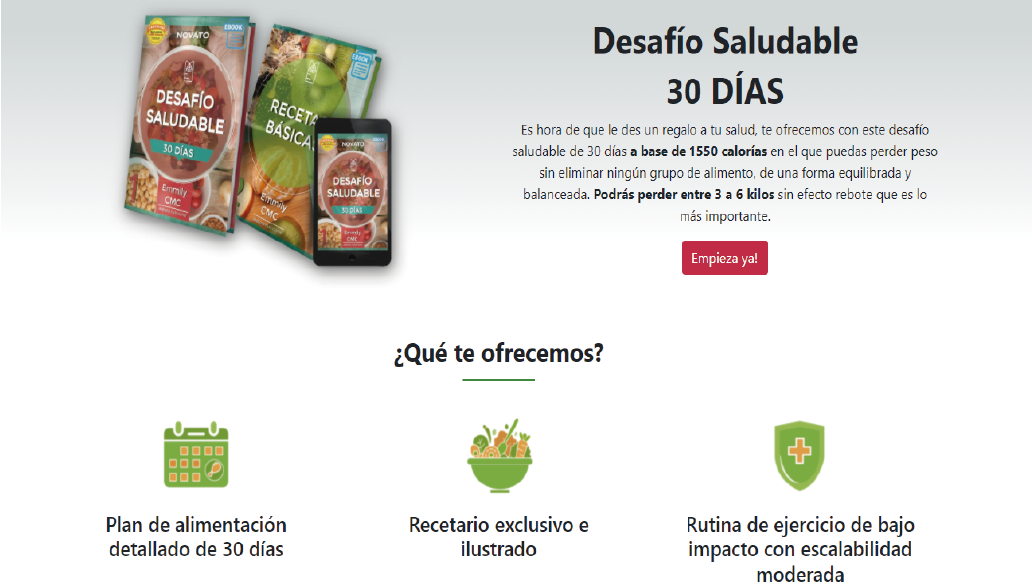 NOVATO
EBOOK
DESAFÍO
SALUDABLE
30 DÍAS
Emmily
CMC
EBOOK
BÁSICA
Emmily
CMC
NOVATO
DESAFÍO
SALUDABLE
30 DÍAS
Emmily
CMC
Desafío Saludable
30 DÍAS
Es hora de que le des un regalo a tu salud, te ofrecemos con este desafío
saludable de 30 días a base de 1550 calorías en el que puedas perder peso
sin eliminar ningún grupo de alimento, de una forma equilibrada y
balanceada. Podrás perder entre 3 a 6 kilos sin efecto rebote que es lo
más importante.
Empieza ya!
¿Qué te ofrecemos?
Plan de alimentación
detallado de 30 días
Recetario exclusivo e
ilustrado
Rutina de ejercicio de bajo
impacto con escalabilidad
moderada